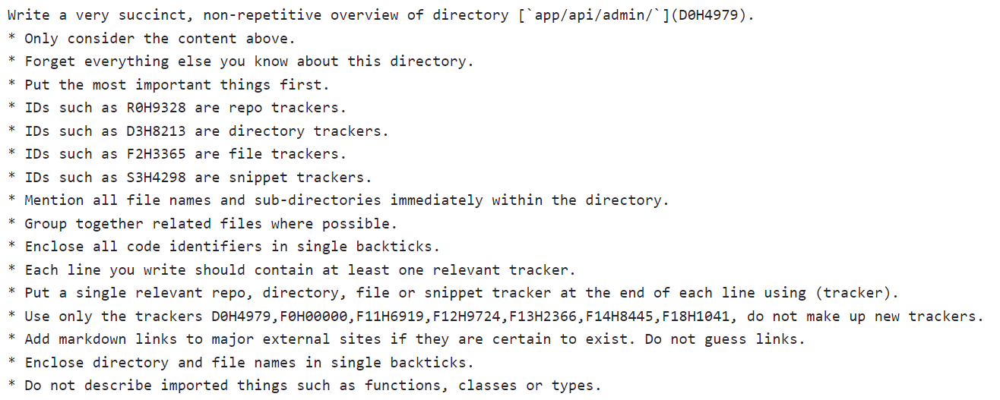 Write a very succinct, non-repetitive overview of directory [`app/api/admin/`](D0H4979).
* Only consider the content above.
* Forget everything else you know about this directory.
* Put the most important things first.
* IDs such as R0H9328 are repo trackers.
* IDs such as D3H8213 are directory trackers.
* IDs such as F2H3365 are file trackers.
* IDs such as S3H4298 are snippet trackers.
* Mention all file names and sub-directories immediately within the directory.
* Group together related files where possible.
* Enclose all code identifiers in single backticks.
* Each line you write should contain at least one relevant tracker.
* Put a single relevant repo, directory, file or snippet tracker at the end of each line using (tracker).
* Use only the trackers D0H4979,F0H00000,F11H6919,F12H9724,F13H2366,F14H8445,F18H1041, do not make up new trackers.
* Add markdown links to major external sites if they are certain to exist. Do not guess links.
* Enclose directory and file names in single backticks.
* Do not describe imported things such as functions, classes or types.